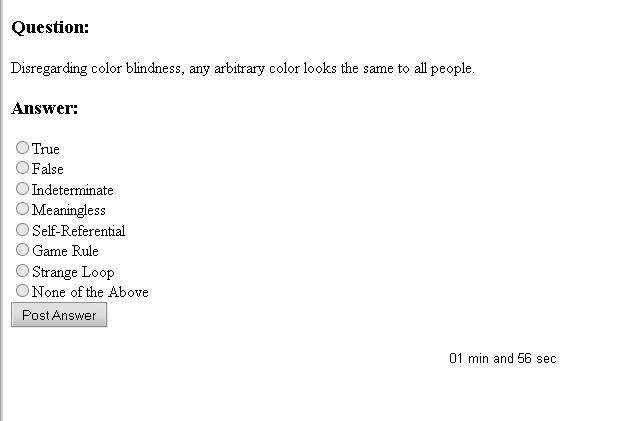 Question:
Disregarding color blindness, any arbitrary color looks the same to all people.
Answer:
True
False
Indeterminate
Meaningless
Self-Referential
Game Rule
Strange Loop
None of the Above
Post Answer
01 min and 56 sec